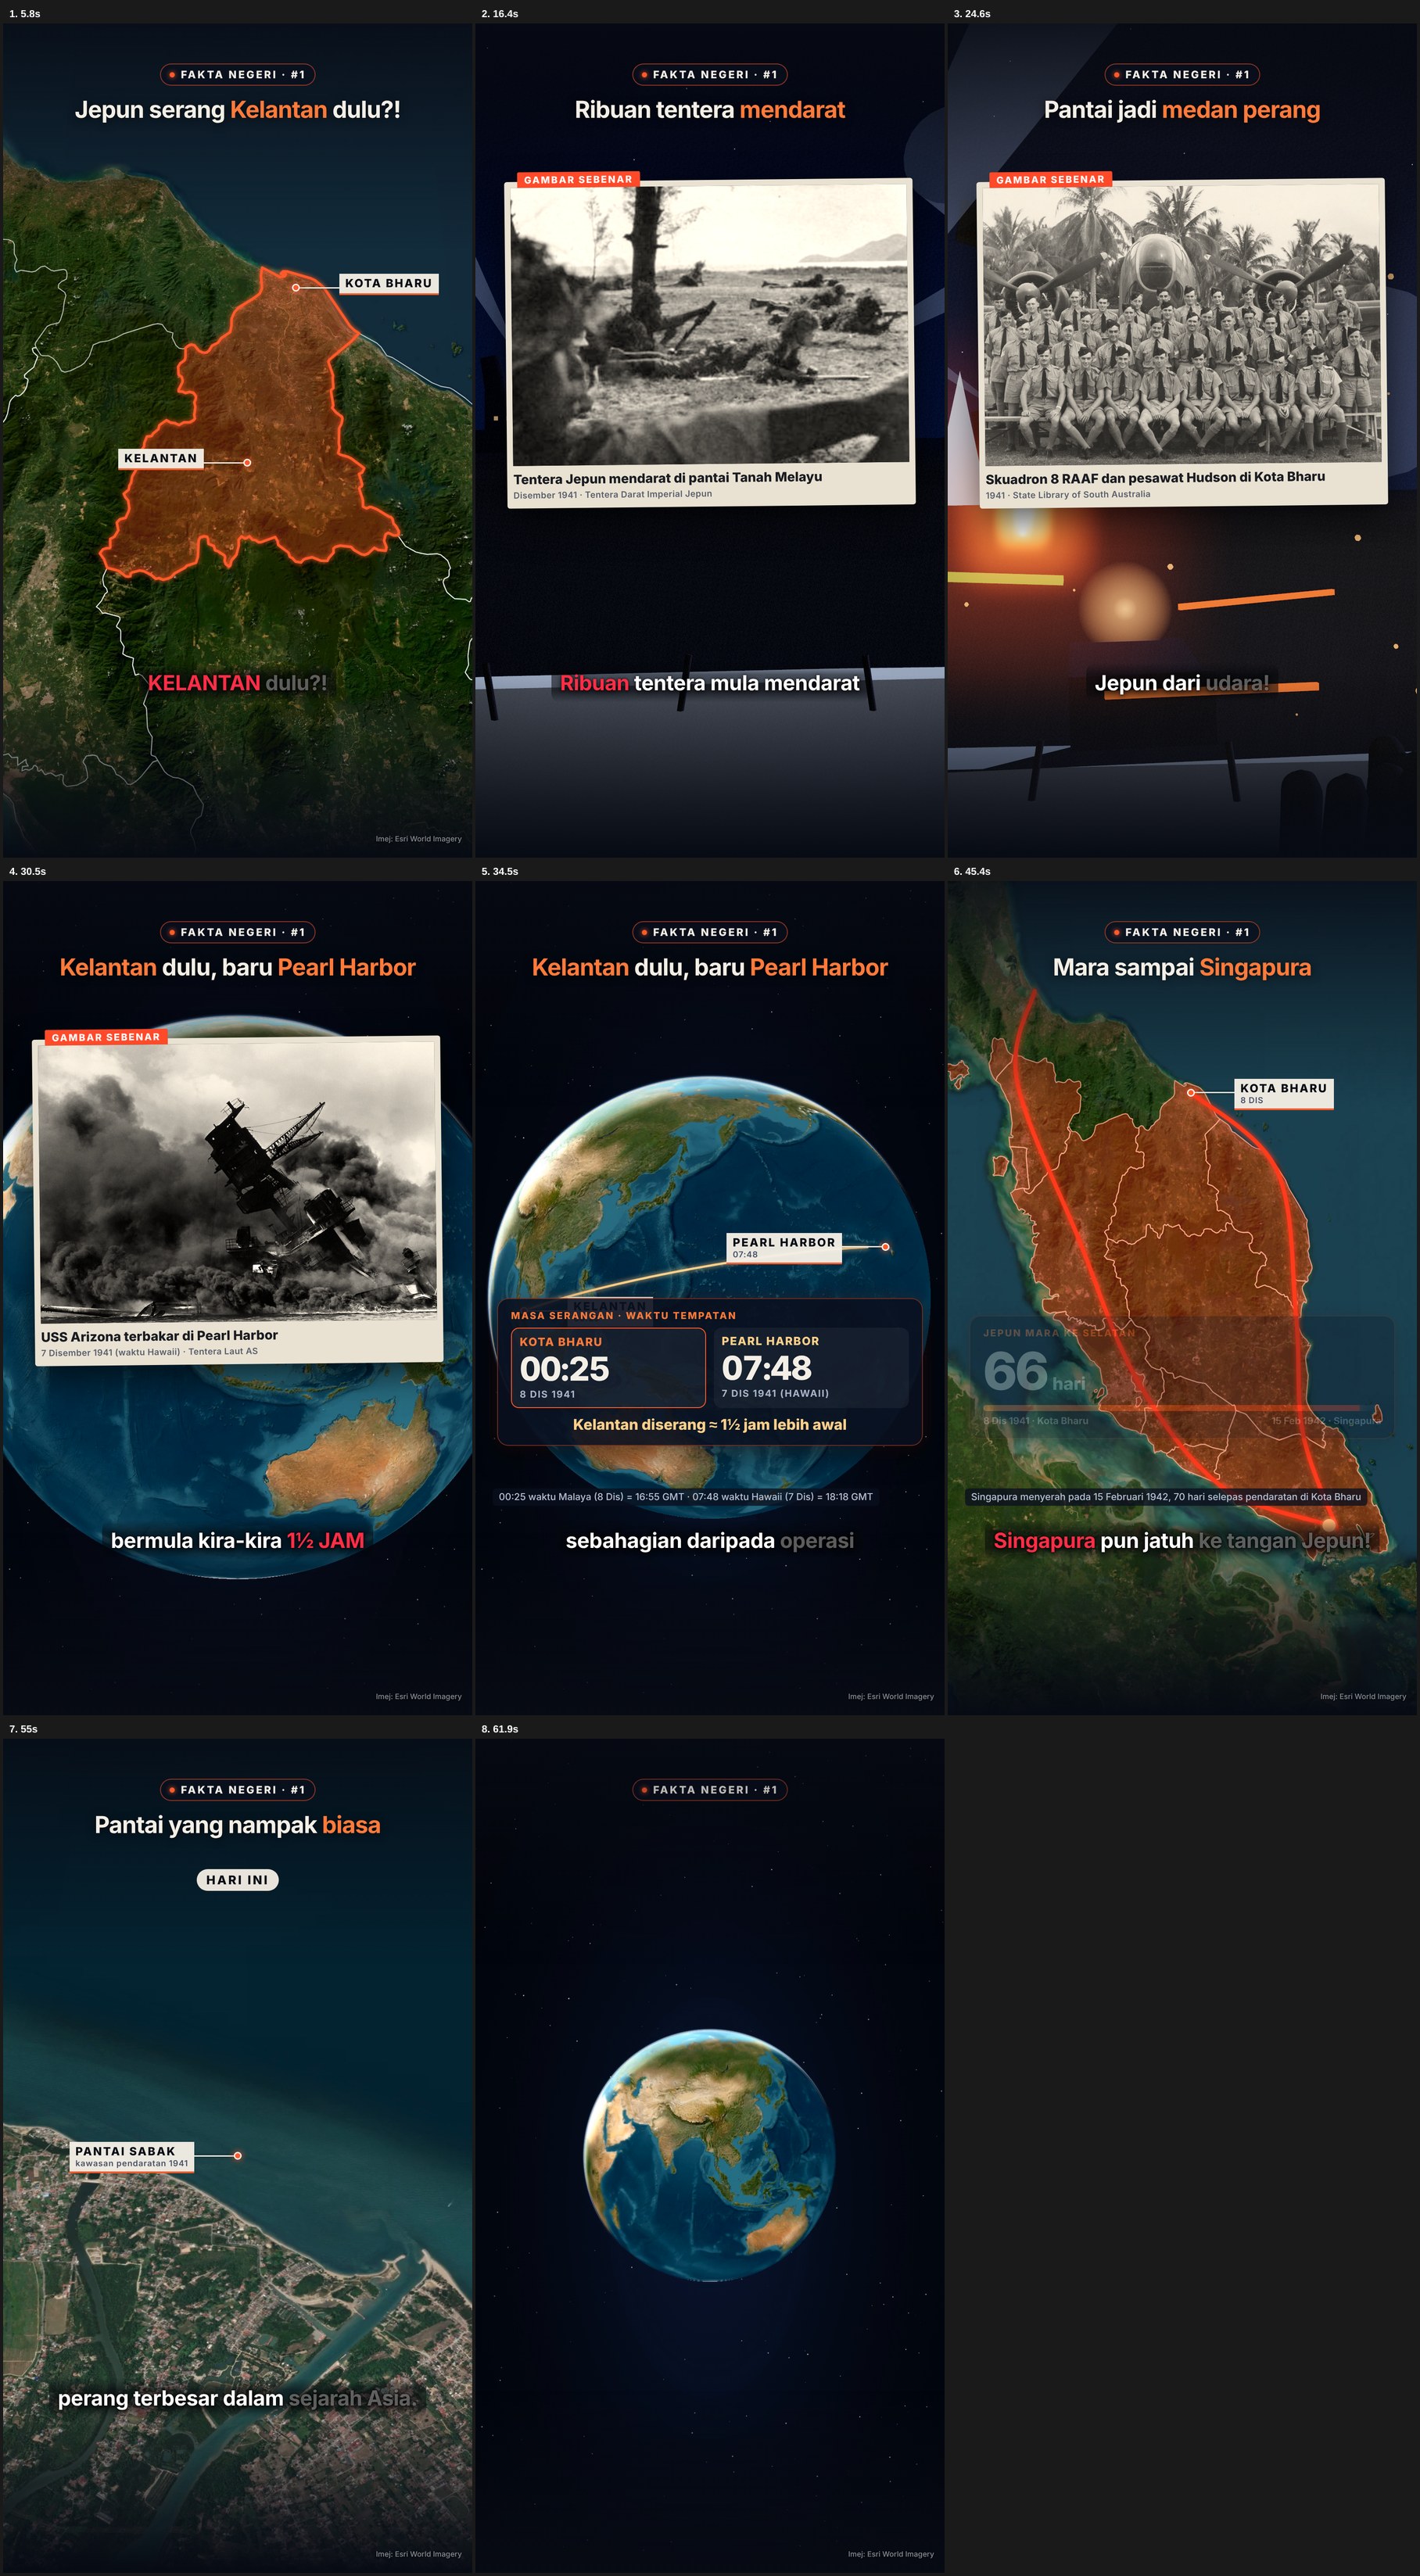 1. 5.8s
FAKTA NEGERI · #1
Jepun serang Kelantan dulu?!
KOTA BHARU
KELANTAN
KELANTAN dulu?!
Imej: Esri World Imagery
2. 16.4s
FAKTA NEGERI · #1
Ribuan tentera mendarat
GAMBAR SEBENAR
Tentera Jepun mendarat di pantai Tanah Melayu
Disember 1941 · Tentera Darat Imperial Jepun
Ribuan tentera mula mendarat
3. 24.6s
FAKTA NEGERI · #1
Pantai jadi medan perang
GAMBAR SEBENAR
Skuadron 8 RAAF dan pesawat Hudson di Kota Bharu
1941 · State Library of South Australia
Jepun dari udara!
4. 30.5s
FAKTA NEGERI · #1
Kelantan dulu, baru Pearl Harbor
GAMBAR SEBENAR
USS Arizona terbakar di Pearl Harbor
7 Disember 1941 (waktu Hawaii) · Tentera Laut AS
bermula kira-kira 1½ JAM
Imej: Esri World Imagery
5. 34.5s
FAKTA NEGERI · #1
Kelantan dulu, baru Pearl Harbor
PEARL HARBOR
07:48
KELANTAN
MASA SERANGAN · WAKTU TEMPATAN
KOTA BHARU
00:25
8 DIS 1941
PEARL HARBOR
07:48
7 DIS 1941 (HAWAII)
Kelantan diserang ≈ 1½ jam lebih awal
00:25 waktu Malaya (8 Dis) = 16:55 GMT · 07:48 waktu Hawaii (7 Dis) = 18:18 GMT
sebahagian daripada operasi
Imej: Esri World Imagery
6. 45.4s
FAKTA NEGERI · #1
Mara sampai Singapura
KOTA BHARU
8 DIS
JEPUN MARA KE SELATAN
66 hari
8 Dis 1941 · Kota Bharu
15 Feb 1942 · Singapura
Singapura menyerah pada 15 Februari 1942, 70 hari selepas pendaratan di Kota Bharu
Singapura pun jatuh ke tangan Jepun!
Imej: Esri World Imagery
7. 55s
FAKTA NEGERI · #1
Pantai yang nampak biasa
HARI INI
PANTAI SABAK
kawasan pendaratan 1941
perang terbesar dalam sejarah Asia.
Imej: Esri World Imagery
8. 61.9s
FAKTA NEGERI · #1
Imej: Esri World Imagery